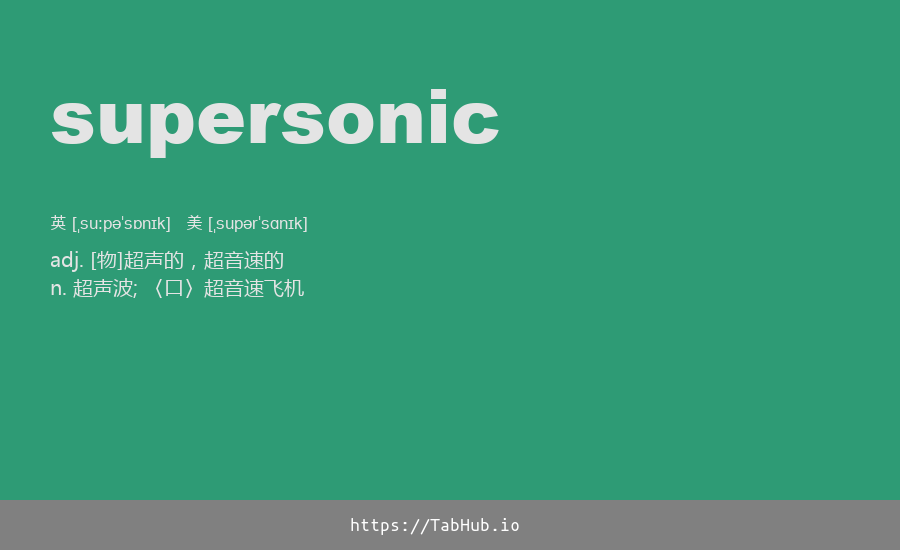 supersonic
英 [ˌsuːpəˈsɒnɪk] 美 [ˌsupərˈsɑnɪk]
adj. [物]超声的，超音速的
n. 超声波; 〈口〉超音速飞机
https://TabHub.io